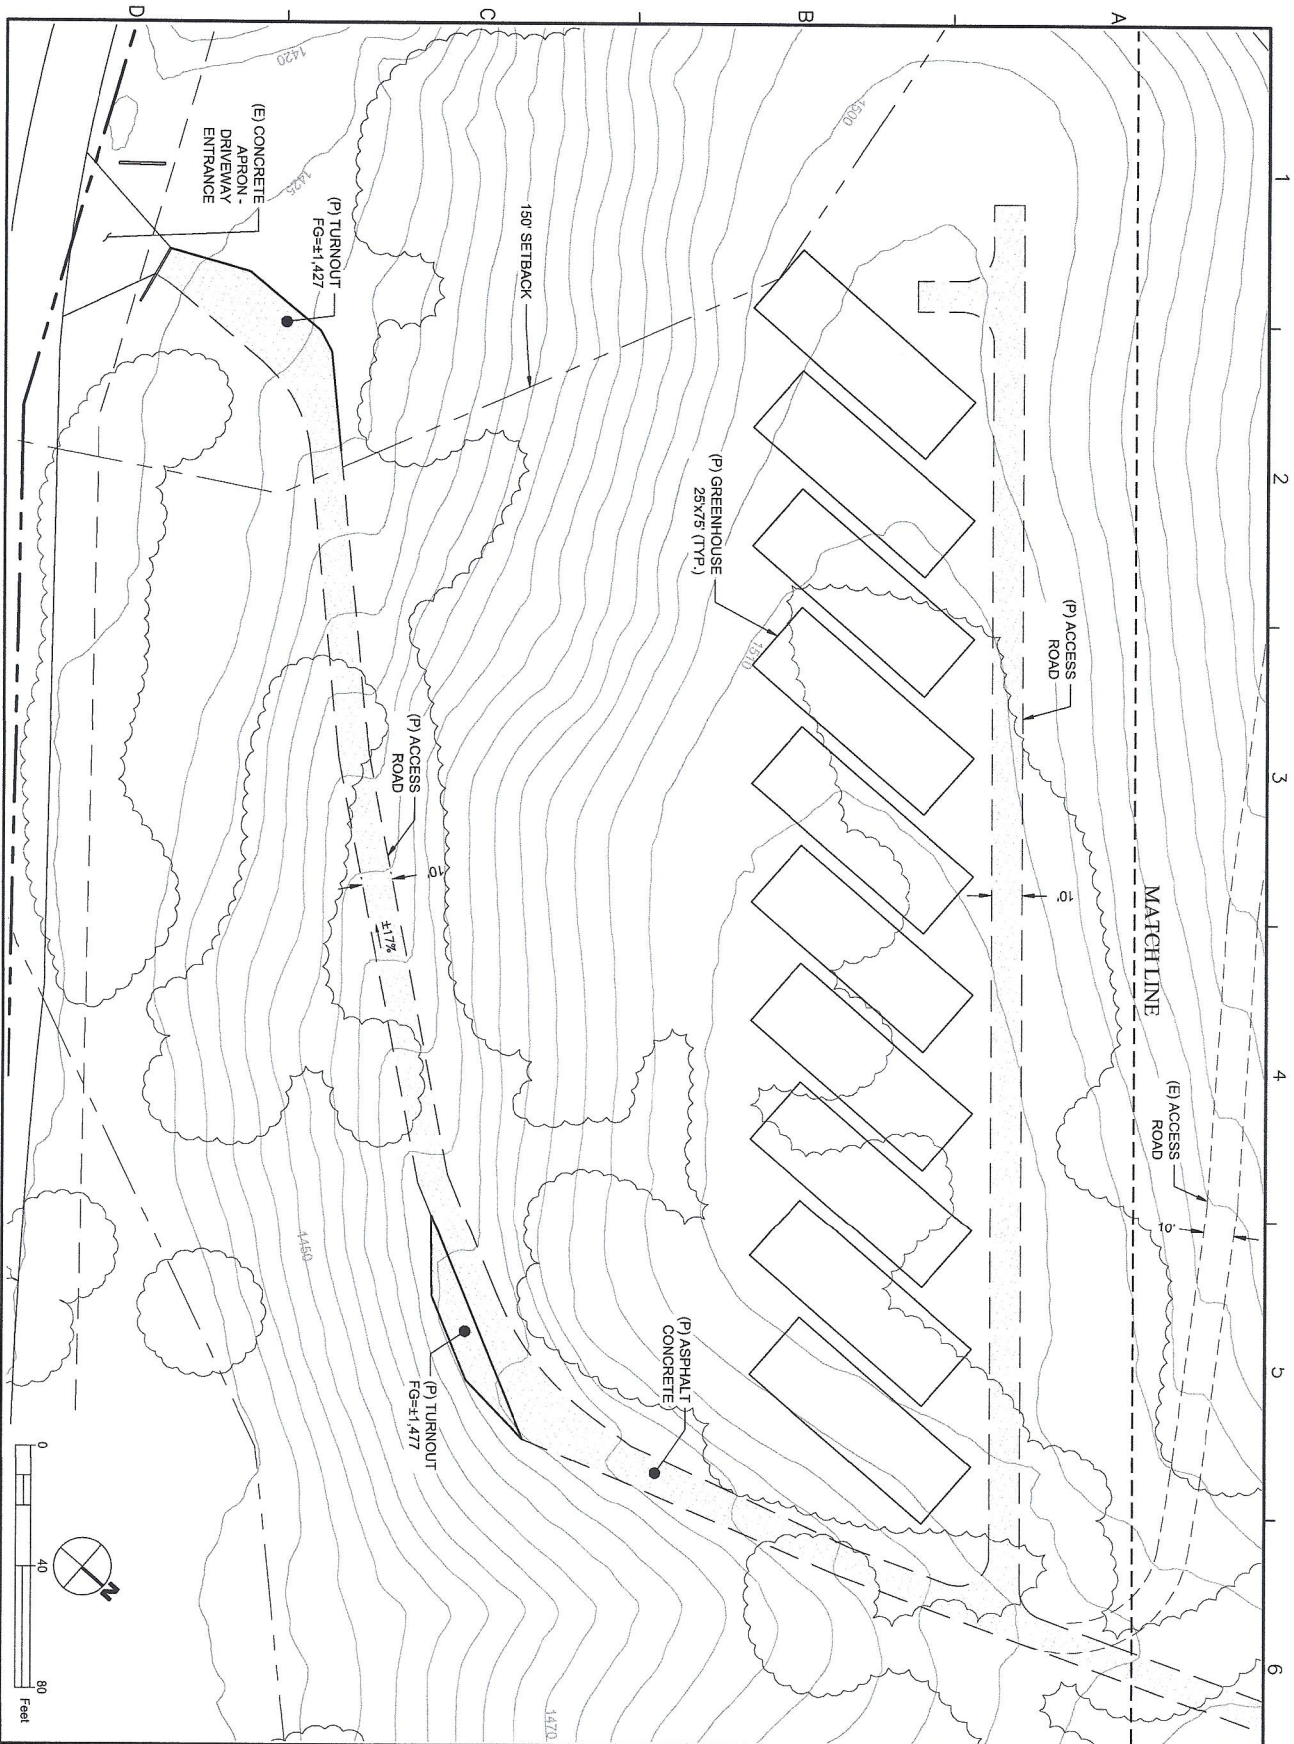 1
2
3
4
5
6
A
B
C
D
MATCHLINE
(E) ACCESS
ROAD
10'
(P) ACCESS
ROAD
10'
1500
1510
(P) GREENHOUSE
25'x75' (TYP.)
150' SETBACK
(P) ASPHALT
CONCRETE
(P) ACCESS
ROAD
10'
±17%
(P) TURNOUT
FG=±1,477
(P) TURNOUT
FG=±1,427
(E) CONCRETE
APRON -
DRIVEWAY
ENTRANCE
1420
1425
1450
1470
N
0
40
80
Feet